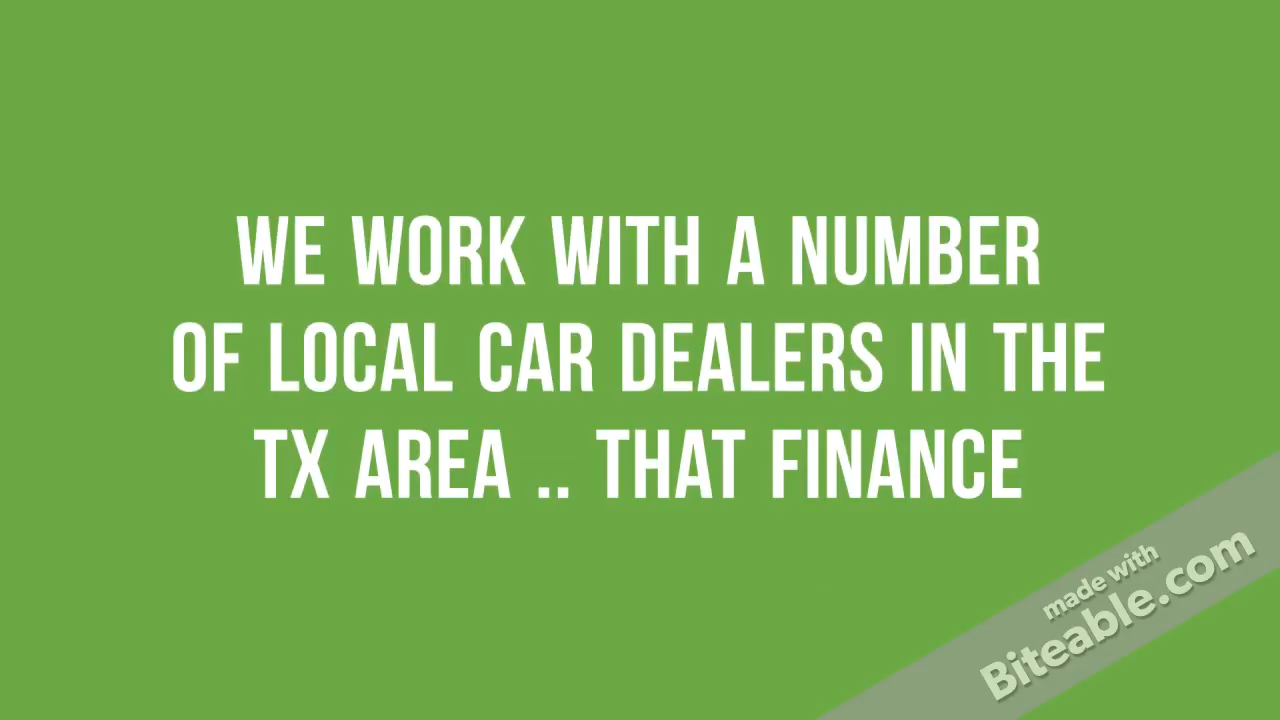 WE WORK WITH A NUMBER
OF LOCAL CAR DEALERS IN THE
TX AREA .. THAT FINANCE
made with
Biteable.com